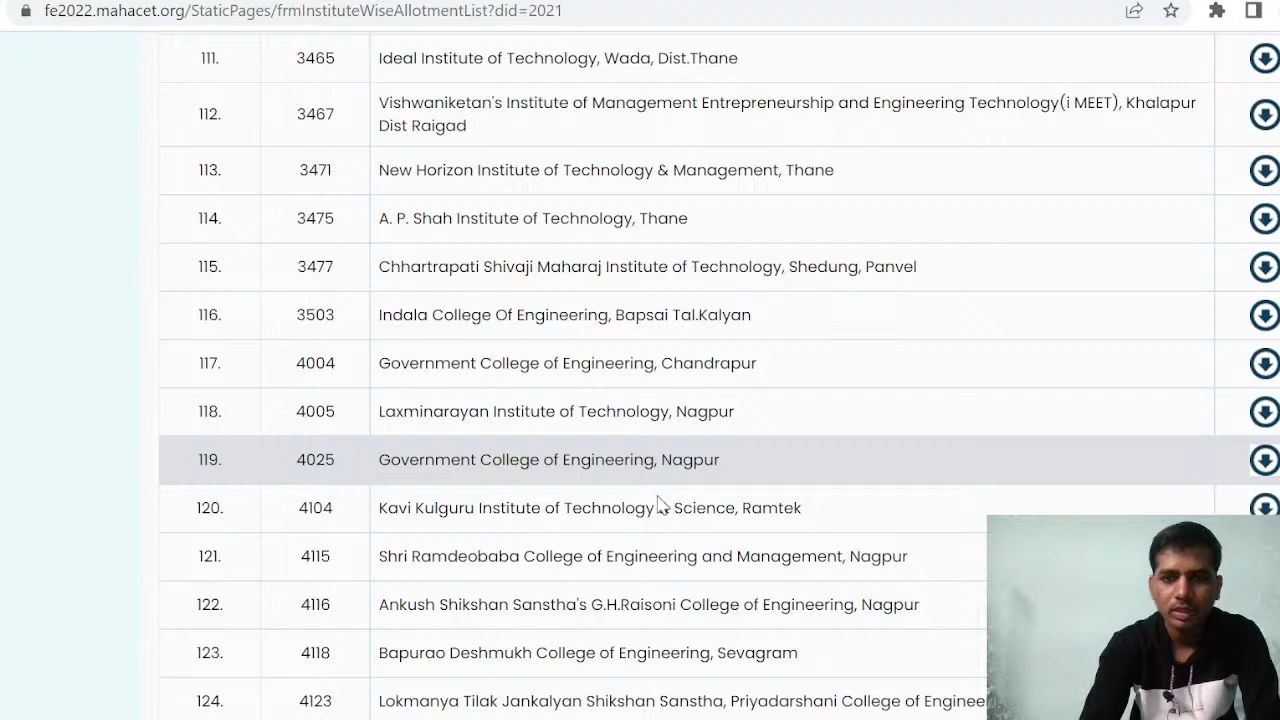 fe2022.mahacet.org/StaticPages/frmInstituteWiseAllotmentList?did=2021
111. 3465 Ideal Institute of Technology, Wada, Dist.Thane
112. 3467 Vishwaniketan's Institute of Management Entrepreneurship and Engineering Technology(i MEET), Khalapur
Dist Raigad
113. 3471 New Horizon Institute of Technology & Management, Thane
114. 3475 A. P. Shah Institute of Technology, Thane
115. 3477 Chhartrapati Shivaji Maharaj Institute of Technology, Shedung, Panvel
116. 3503 Indala College Of Engineering, Bapsai Tal.Kalyan
117. 4004 Government College of Engineering, Chandrapur
118. 4005 Laxminarayan Institute of Technology, Nagpur
119. 4025 Government College of Engineering, Nagpur
120. 4104 Kavi Kulguru Institute of Technology Science, Ramtek
121. 4115 Shri Ramdeobaba College of Engineering and Management, Nagpur
122. 4116 Ankush Shikshan Sanstha's G.H.Raisoni College of Engineering, Nagpur
123. 4118 Bapurao Deshmukh College of Engineering, Sevagram
124. 4123 Lokmanya Tilak Jankalyan Shikshan Sanstha, Priyadarshani College of Enginee